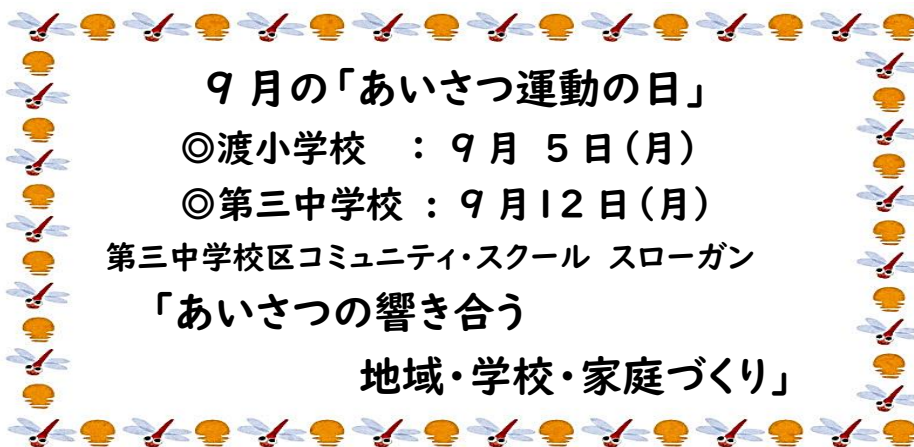 9月の「あいさつ運動の日」
◎渡小学校 : 9月 5日(月)
◎第三中学校 : 9月12日(月)
第三中学校区コミュニティ・スクール スローガン
「あいさつの響き合う
地域・学校・家庭づくり」